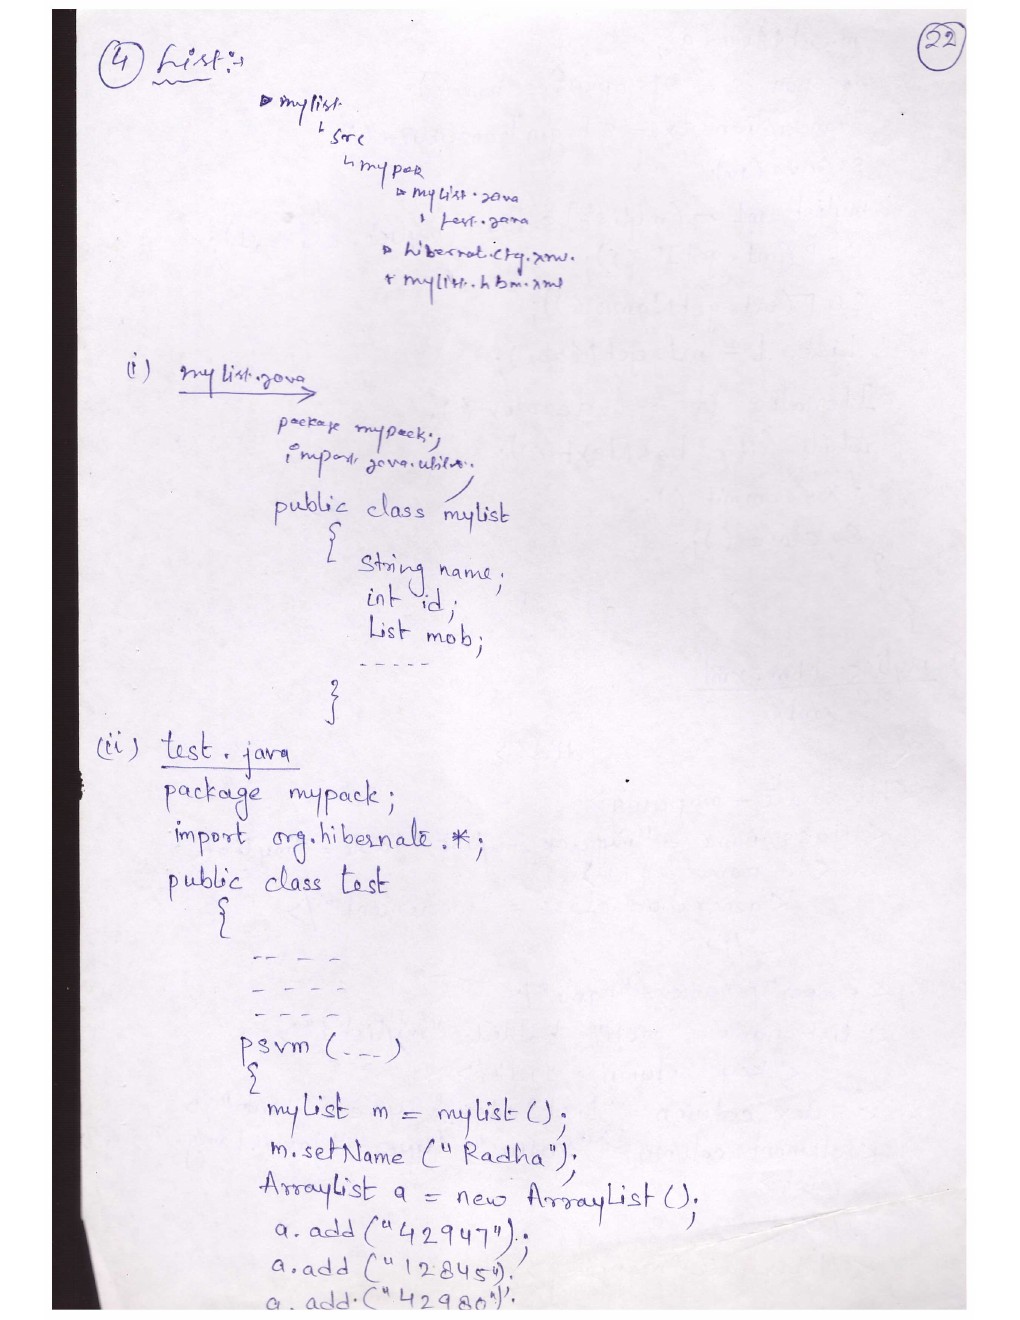 22
4 List:→
mylist
src
mypak
mylist.java
test.java
hibernat.cfg.xml.
mylist.hbm.xml
(i) mylist.java
package mypack;
import java.util.*;
public class mylist
{
String name;
int id;
List mob;
-----
}
(ii) test.java
package mypack;
import org.hibernate.*;
public class test
{
-- - -
- - - -
- - - -
psvm (---)
{
mylist m = mylist();
m.setName ("Radha");
ArrayList a = new ArrayList();
a.add ("42947");
a.add ("12845").
a.add.("42980").